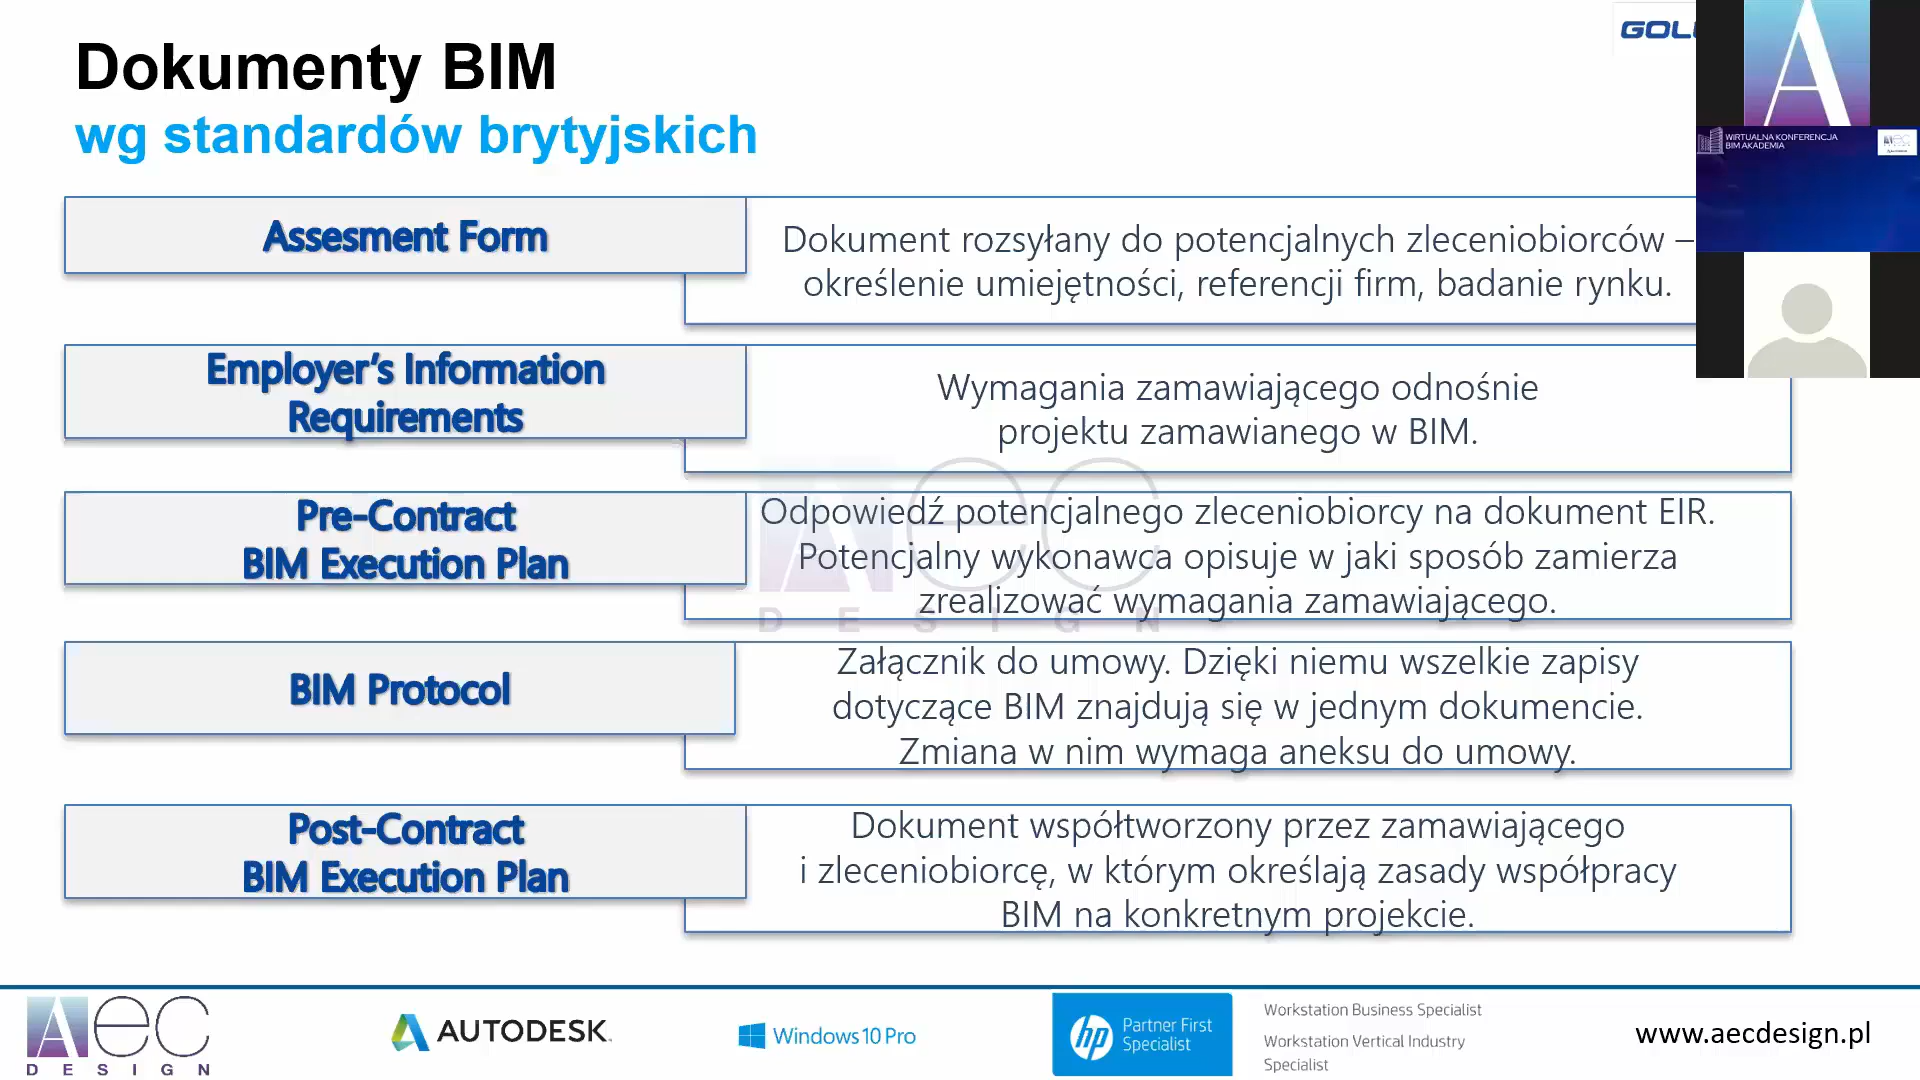 Dokumenty BIM
wg standardów brytyjskich
WIRTUALNA KONFERENCJA
BIM AKADEMIA
Assesment Form
Dokument rozsyłany do potencjalnych zleceniobiorców –
określenie umiejętności, referencji firm, badanie rynku.
Employer’s Information
Requirements
Wymagania zamawiającego odnośnie
projektu zamawianego w BIM.
Pre-Contract
BIM Execution Plan
Odpowiedź potencjalnego zleceniobiorcy na dokument EIR.
Potencjalny wykonawca opisuje w jaki sposób zamierza
zrealizować wymagania zamawiającego.
AEC
DESIGN
BIM Protocol
Załącznik do umowy. Dzięki niemu wszelkie zapisy
dotyczące BIM znajdują się w jednym dokumencie.
Zmiana w nim wymaga aneksu do umowy.
Post-Contract
BIM Execution Plan
Dokument współtworzony przez zamawiającego
i zleceniobiorcę, w którym określają zasady współpracy
BIM na konkretnym projekcie.
AEC
DESIGN
AUTODESK.
Windows 10 Pro
hp
Partner First
Specialist
Workstation Business Specialist
Workstation Vertical Industry
Specialist
www.aecdesign.pl